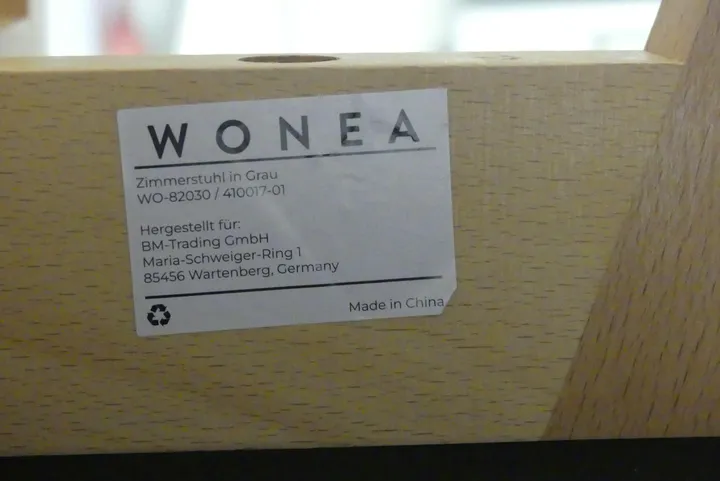 WONEA
Zimmerstuhl in Grau
WO-82030 / 410017-01
Hergestellt für:
BM-Trading GmbH
Maria-Schweiger-Ring 1
85456 Wartenberg, Germany
Made in China